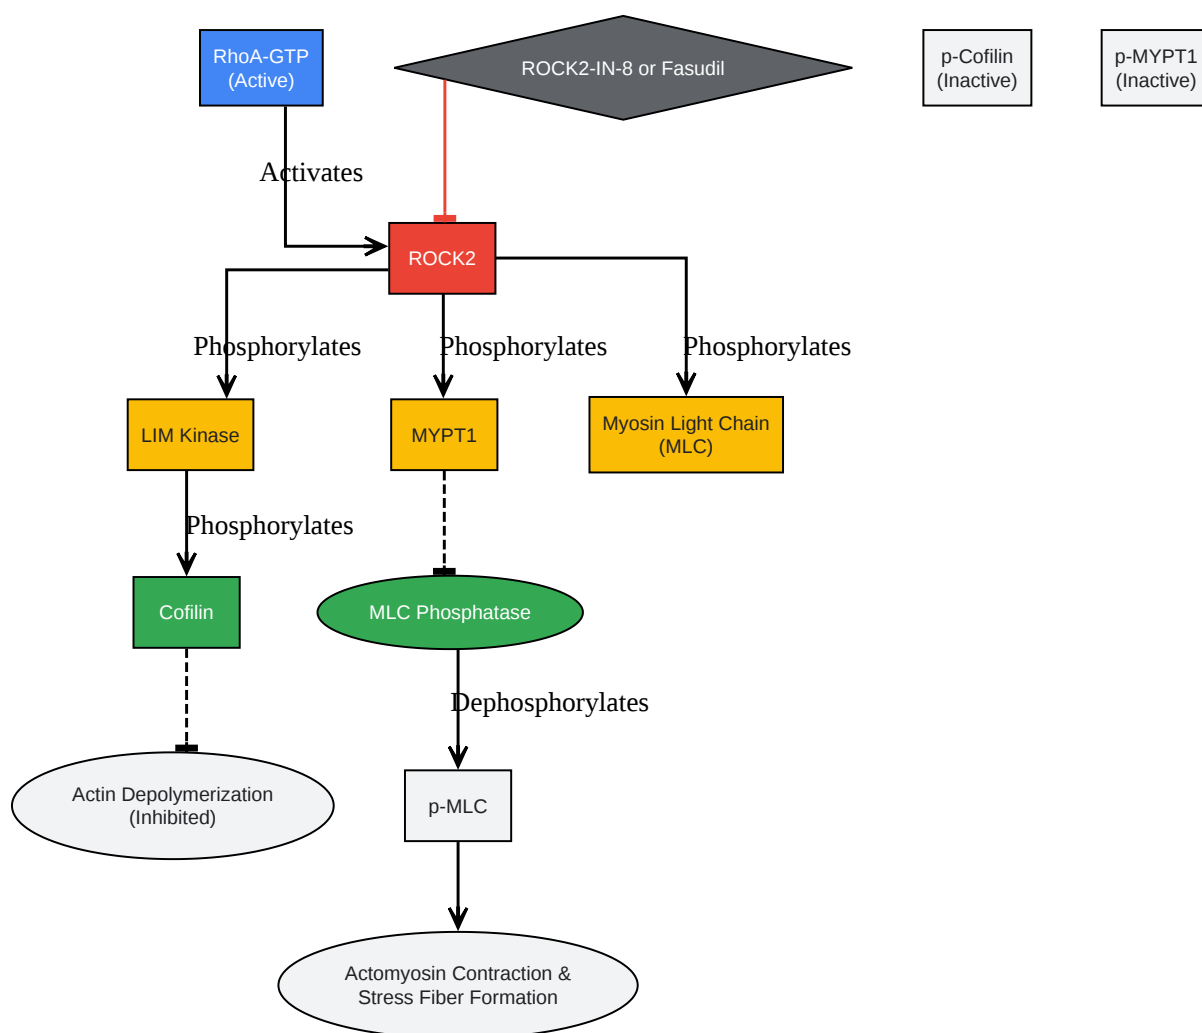 RhoA-GTP
(Active)
ROCK2-IN-8 or Fasudil
p-Cofilin
(Inactive)
p-MYPT1
(Inactive)
Activates
ROCK2
Phosphorylates
Phosphorylates
Phosphorylates
LIM Kinase
MYPT1
Myosin Light Chain
(MLC)
Phosphorylates
Cofilin
MLC Phosphatase
Dephosphorylates
Actin Depolymerization
(Inhibited)
p-MLC
Actomyosin Contraction &
Stress Fiber Formation